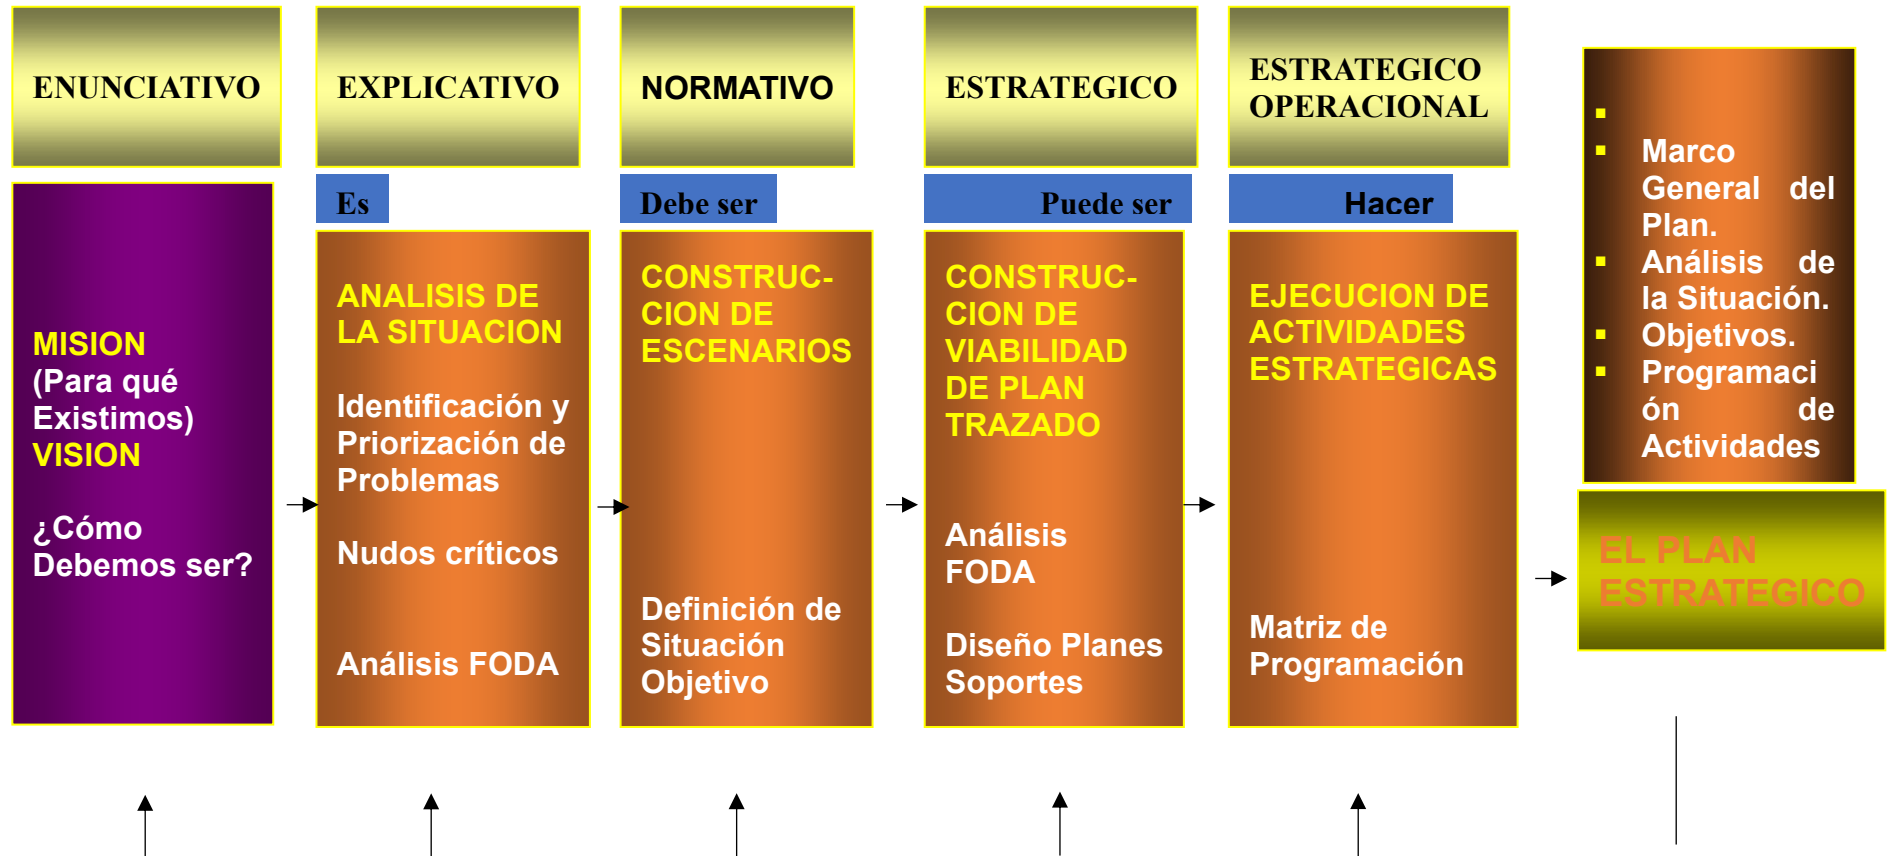 ENUNCIATIVO
MISION
(Para qué
Existimos)
VISION
¿Cómo
Debemos ser?
EXPLICATIVO
Es
ANALISIS DE
LA SITUACION
Identificación y
Priorización de
Problemas
Nudos críticos
Análisis FODA
NORMATIVO
Debe ser
CONSTRUC-
CION DE
ESCENARIOS
Definición de
Situación
Objetivo
ESTRATEGICO
Puede ser
CONSTRUC-
CION DE
VIABILIDAD
DE PLAN
TRAZADO
Análisis
FODA
Diseño Planes
Soportes
ESTRATEGICO
OPERACIONAL
Hacer
EJECUCION DE
ACTIVIDADES
ESTRATEGICAS
Matriz de
Programación
▪
▪ Marco
General del
Plan.
▪ Análisis de
la Situación.
▪ Objetivos.
▪ Programaci
ón de
Actividades
EL PLAN
ESTRATEGICO